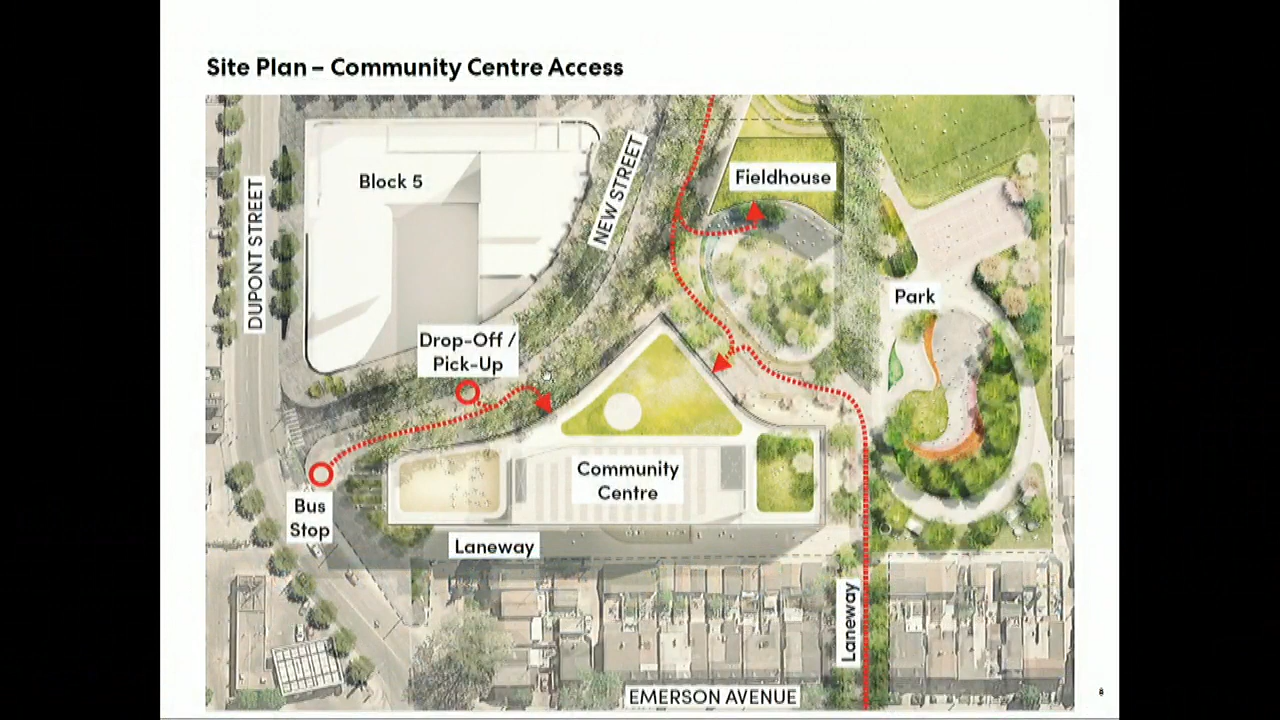 Site Plan – Community Centre Access
Block 5
NEW STREET
Fieldhouse
DUPONT STREET
Park
Drop-Off /
Pick-Up
Community
Centre
Bus
Stop
Laneway
Laneway
EMERSON AVENUE
8